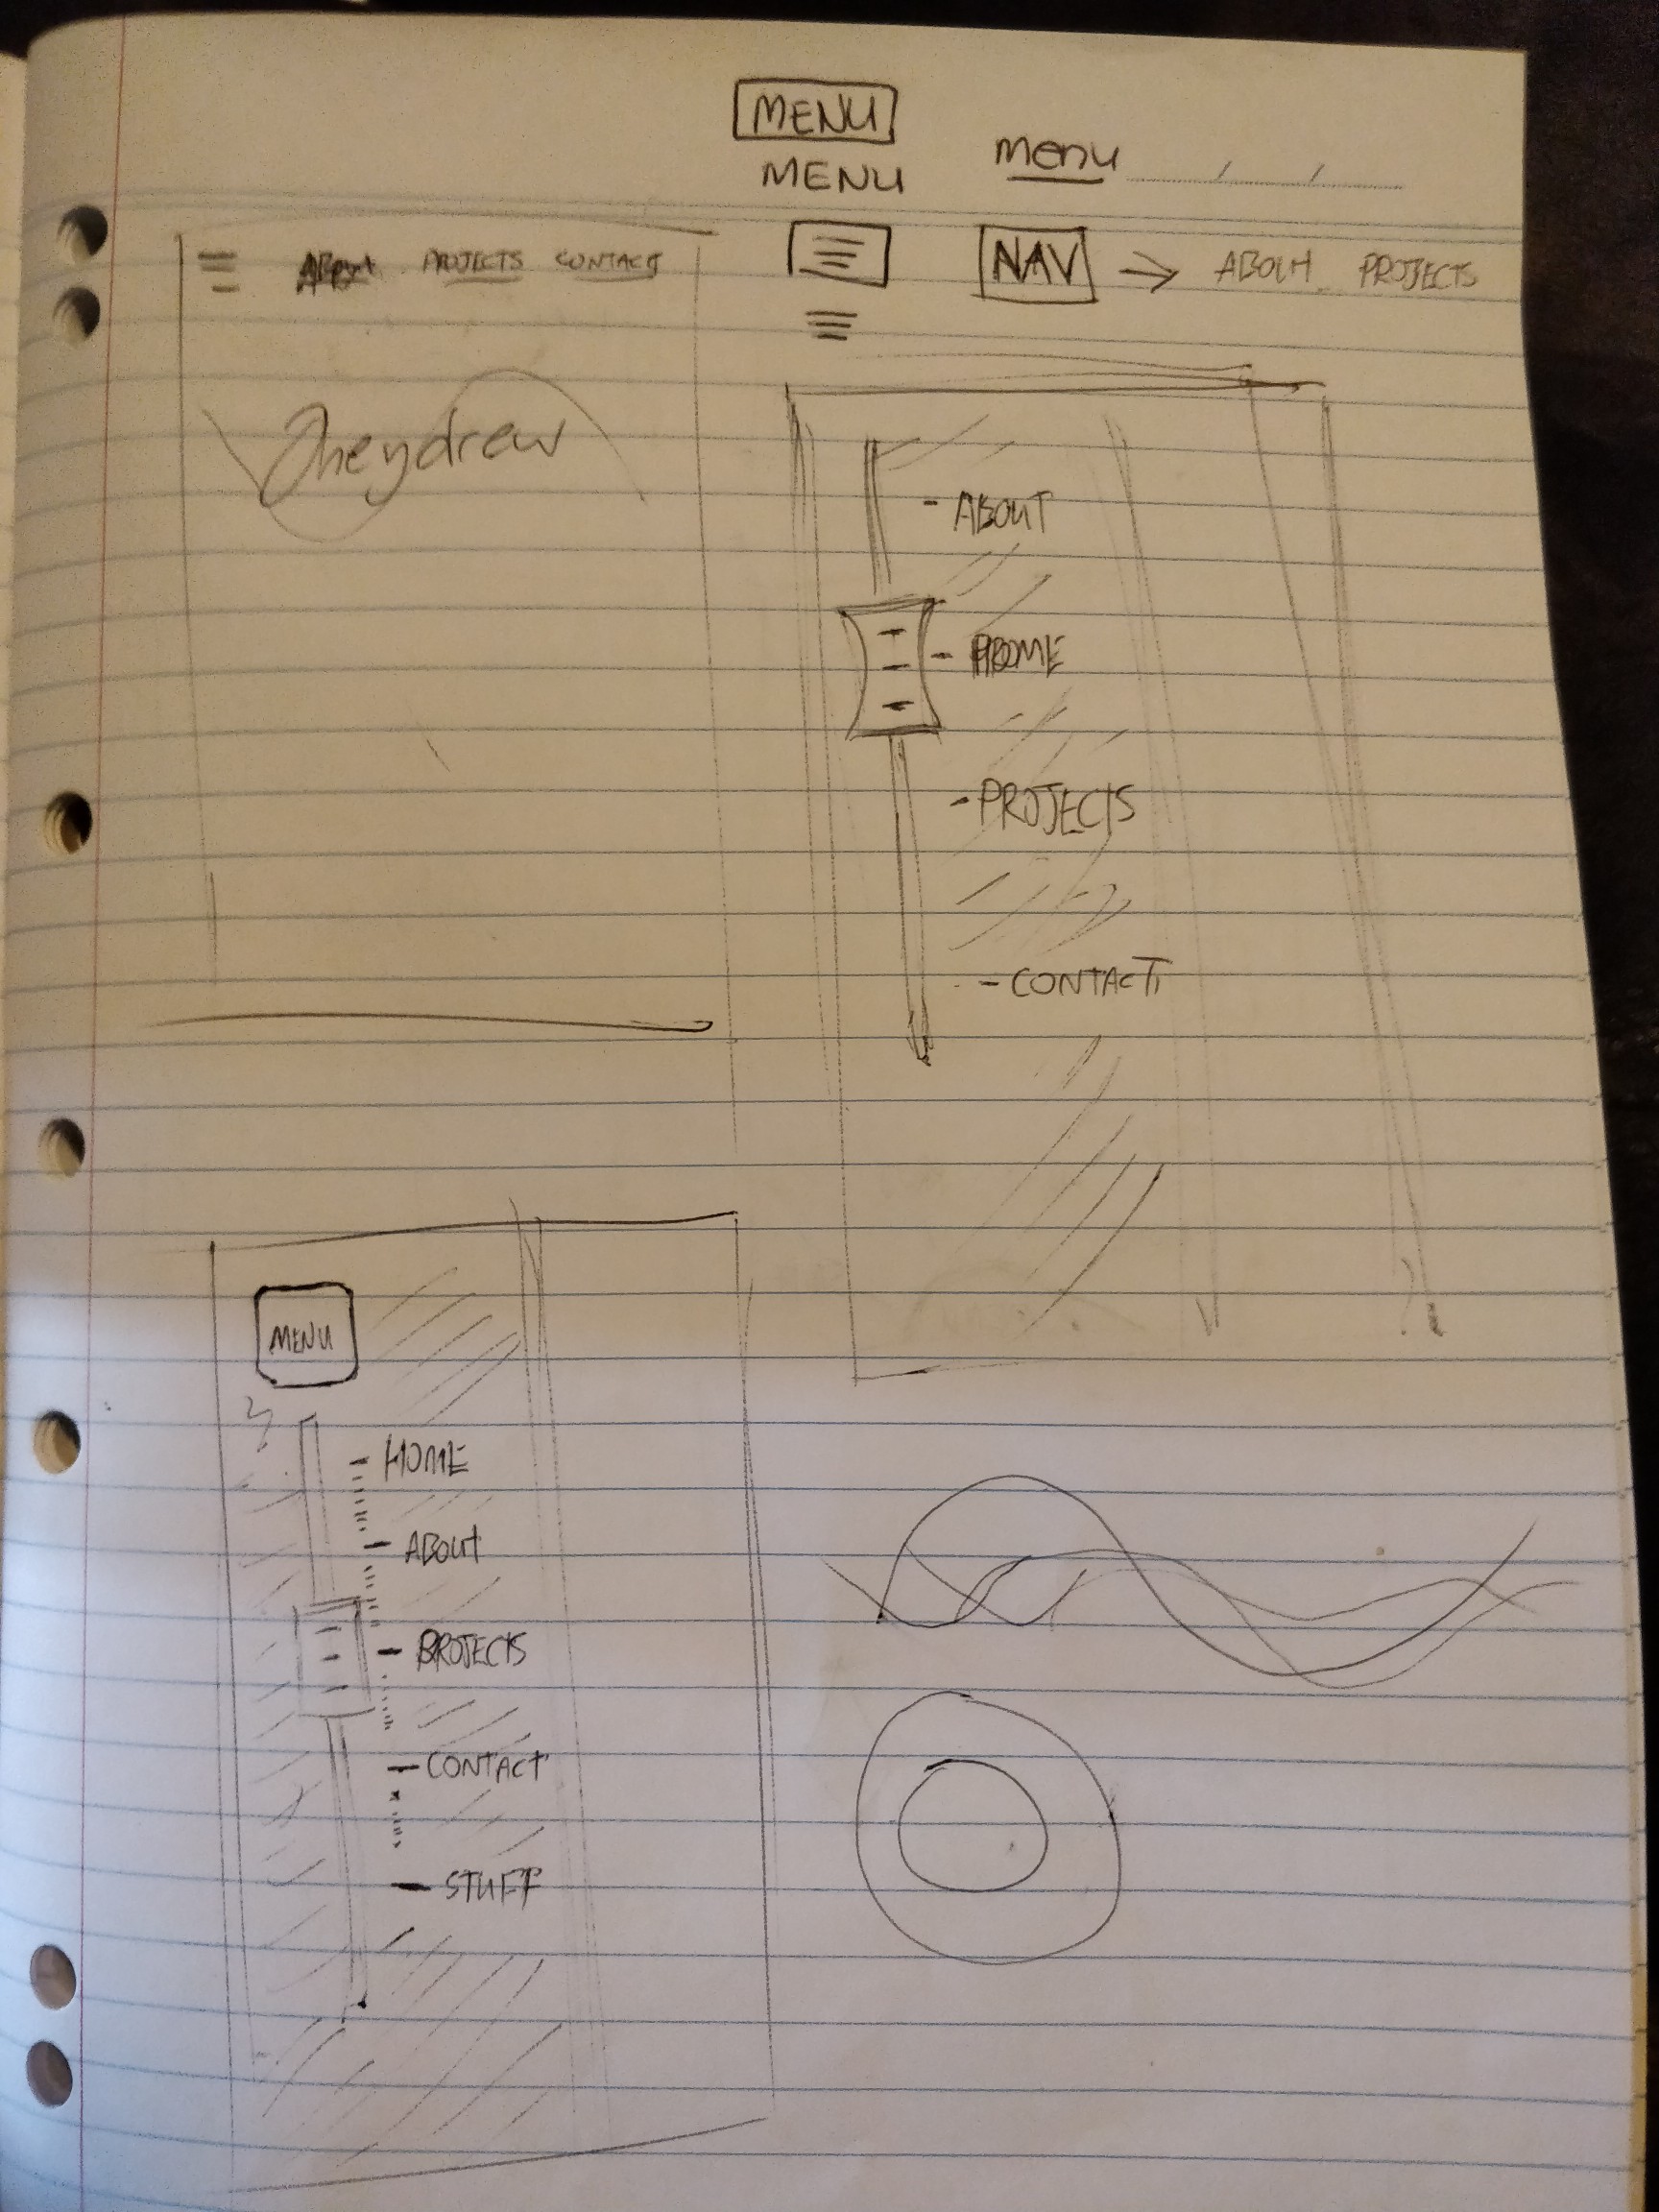 MENU
MENU
menu
ABOUT PROJECTS CONTACT
NAV → ABOUT PROJECTS
heydrew
- ABOUT
- HOME
- PROJECTS
- CONTACT
MENU
- HOME
- ABOUT
- PROJECTS
- CONTACT
- STUFF